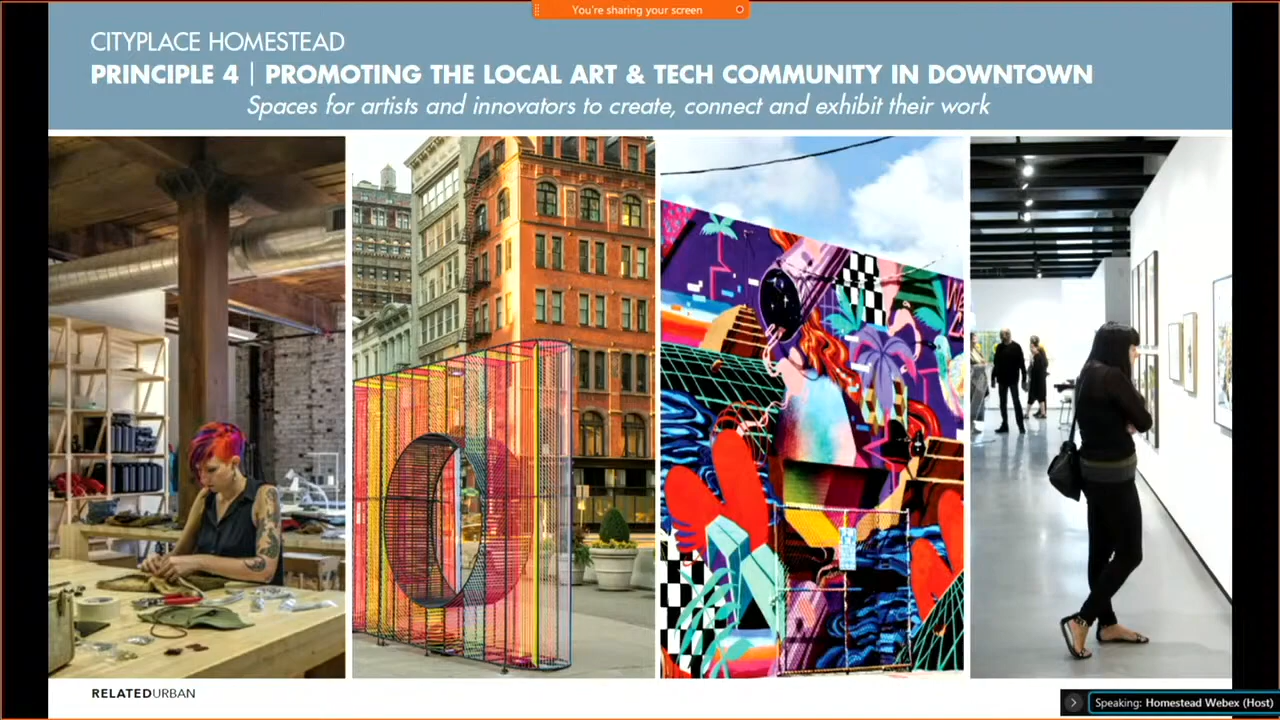 You're sharing your screen
CITYPLACE HOMESTEAD
PRINCIPLE 4 | PROMOTING THE LOCAL ART & TECH COMMUNITY IN DOWNTOWN
Spaces for artists and innovators to create, connect and exhibit their work
RELATEDURBAN
Speaking: Homestead Webex (Host)